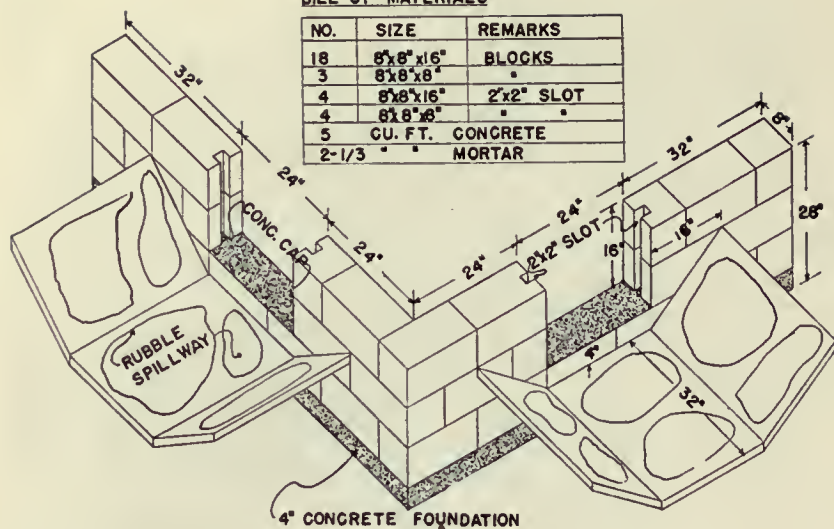 BILL OF MATERIALS
NO. SIZE REMARKS
18 8"x8"x16" BLOCKS
3 8"x8"x8" "
4 8"x8"x16" 2"x2" SLOT
4 8"x8"x8" " "
5 CU. FT. CONCRETE
2-1/3 " " MORTAR
32"
24"
24"
CONC. CAP
24"
24"
32"
8"
28"
2"x2" SLOT
16"
16"
RUBBLE
SPILLWAY
32"
4" CONCRETE FOUNDATION